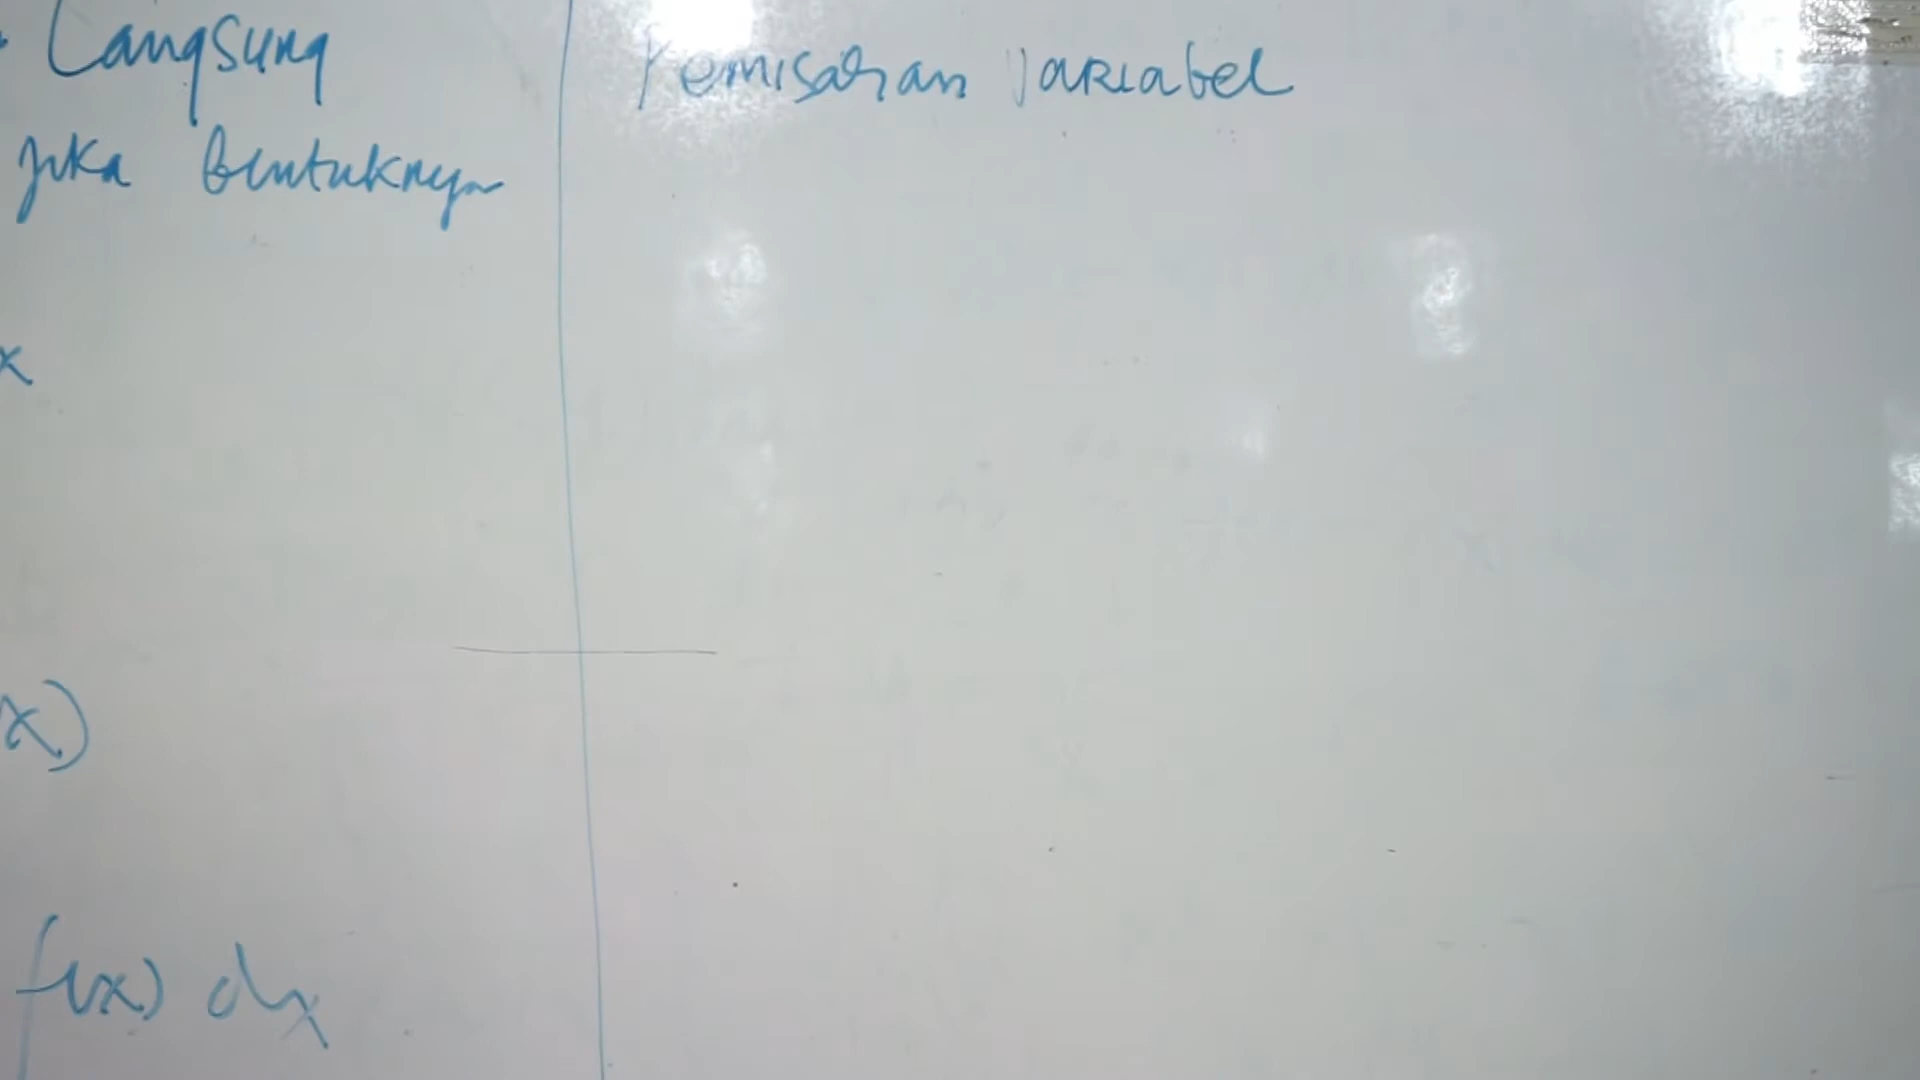 Langsung
jika bentuknya
x
x)
f(x) dx
Pemisahan Variabel